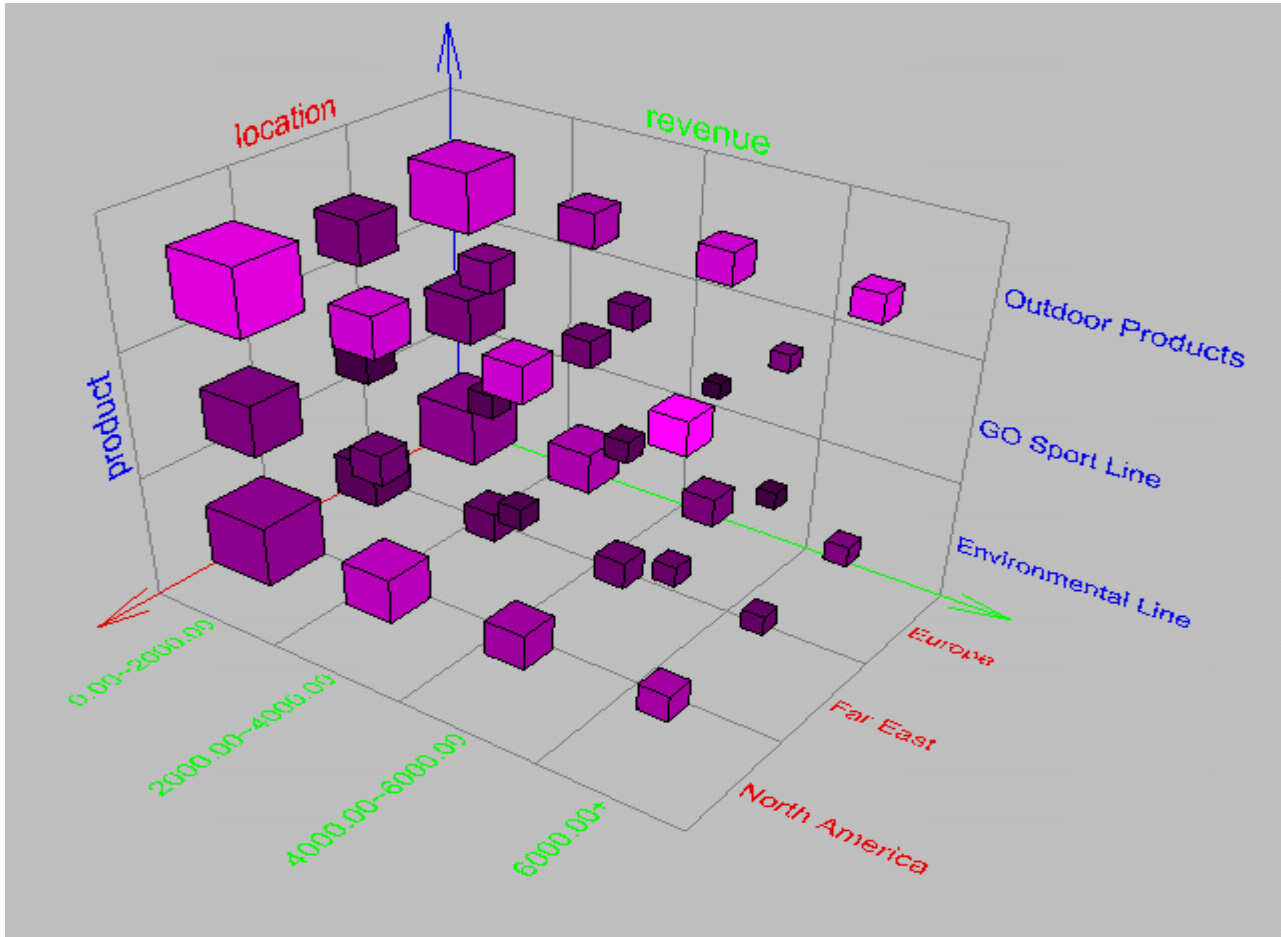 location
revenue
product
Outdoor Products
GO Sport Line
Environmental Line
Europe
Far East
North America
0.00~2000.00
2000.00~4000.00
4000.00~6000.00
6000.00+